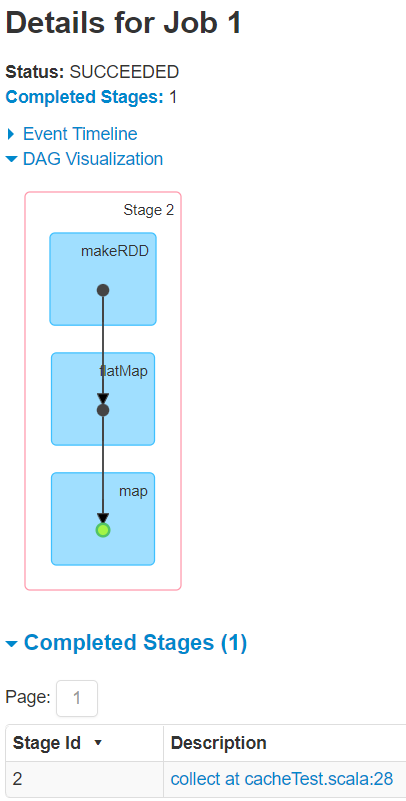 Details for Job 1
Status: SUCCEEDED
Completed Stages: 1
Event Timeline
DAG Visualization
Stage 2
makeRDD
flatMap
map
Completed Stages (1)
Page: 1
Stage Id Description
2 collect at cacheTest.scala:28